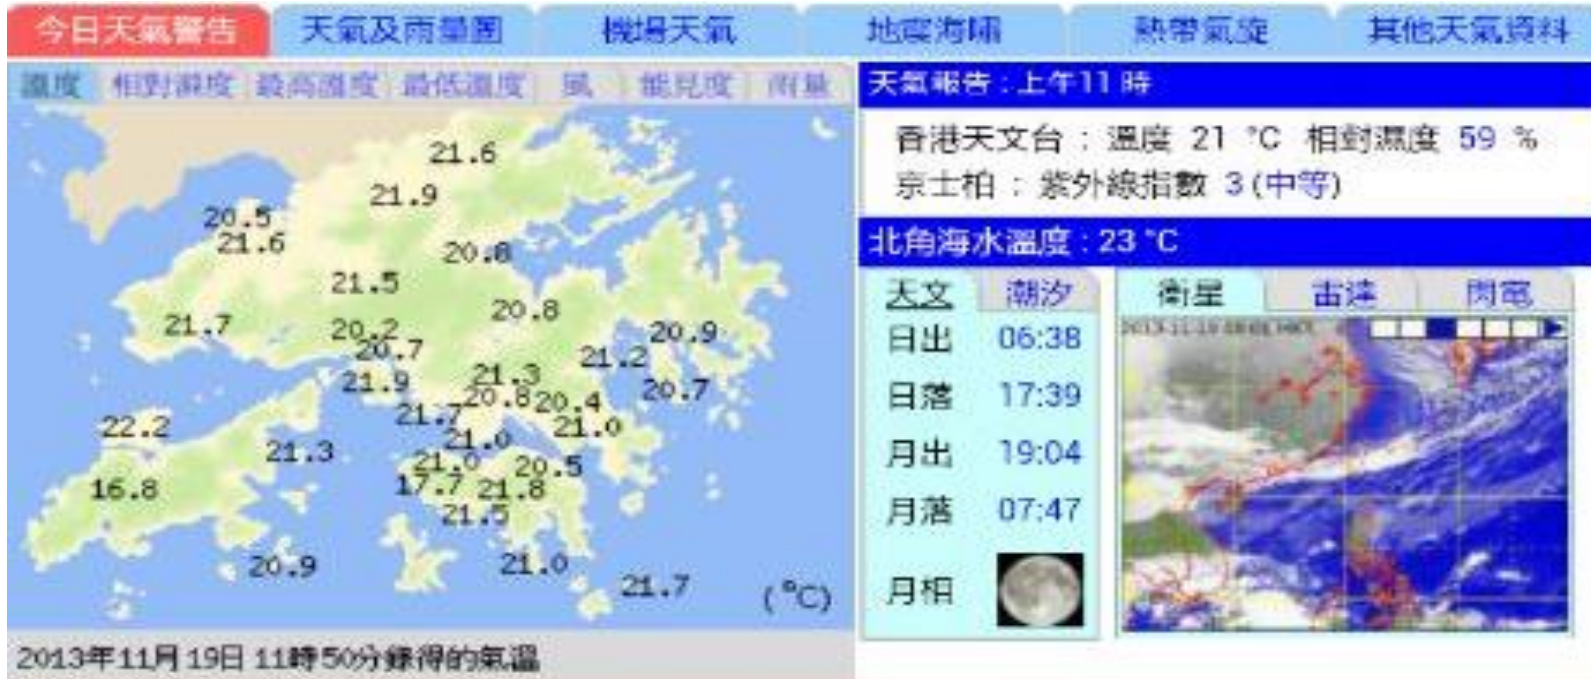 今日天氣警告 天氣及雨量圖 機場天氣 地震海嘯 熱帶氣旋 其他天氣資料
溫度 相對濕度 最高溫度 最低溫度 風 能見度 雨量
21.6
21.9
20.5
21.6
20.8
21.5
20.8
21.7
20.2
20.7
20.9
21.2
21.9
21.3
20.8
20.4
20.7
21.7
21.0
22.2
21.0
21.3
21.0
20.5
16.8
17.7
21.8
21.5
20.9
21.0
21.7
(°C)
2013年11月19日 11時50分錄得的氣溫
天氣報告 : 上午11 時
香港天文台 : 溫度 21 °C 相對濕度 59 %
京士柏 : 紫外線指數 3 (中等)
北角海水溫度 : 23 °C
天文 潮汐
日出 06:38
日落 17:39
月出 19:04
月落 07:47
月相
衛星 雷達 閃電